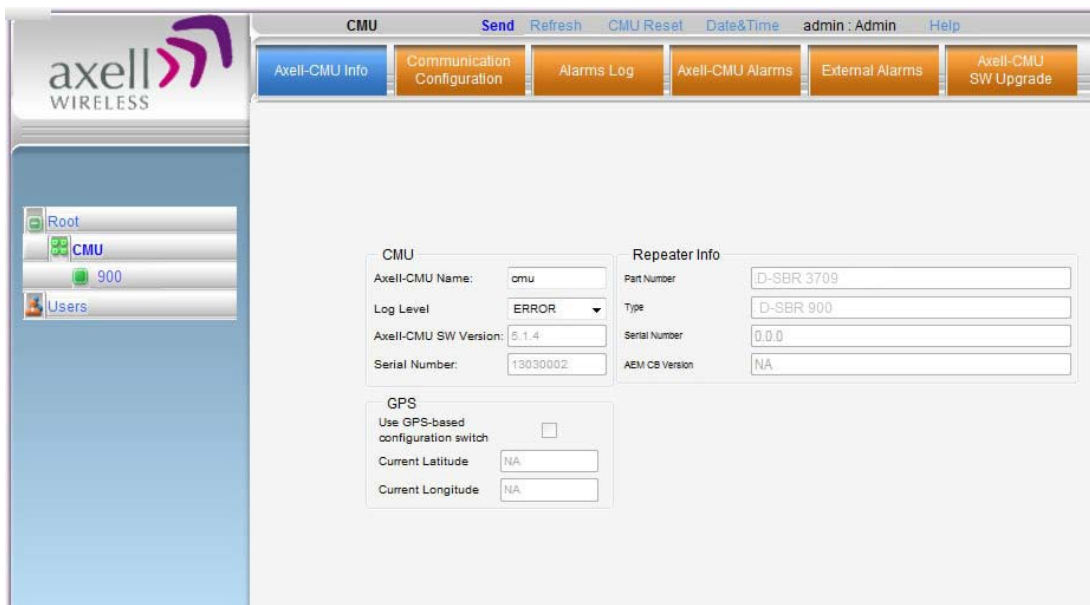 axell
WIRELESS
CMU Send Refresh CMU Reset Date&Time admin : Admin Help
Axell-CMU Info
Communication
Configuration
Alarms Log
Axell-CMU Alarms
External Alarms
Axell-CMU
SW Upgrade
Root
CMU
900
Users
CMU
Axell-CMU Name: cmu
Log Level ERROR
Axell-CMU SW Version: 5.1.4
Serial Number: 13030002
Repeater Info
Part Number D-SBR 3709
Type D-SBR 900
Serial Number 0.0.0
AEM CB Version NA
GPS
Use GPS-based
configuration switch
Current Latitude NA
Current Longitude NA